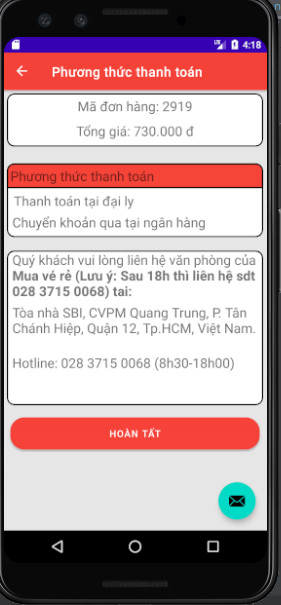 4:18
Phương thức thanh toán
Mã đơn hàng: 2919
Tổng giá: 730.000 đ
Phương thức thanh toán
Thanh toán tại đại ly
Chuyển khoản qua tại ngân hàng
Quý khách vui lòng liên hệ văn phòng của
Mua vé rẻ (Lưu ý: Sau 18h thì liên hệ sdt
028 3715 0068) tai:
Tòa nhà SBI, CVPM Quang Trung, P. Tân
Chánh Hiệp, Quận 12, Tp.HCM, Việt Nam.
Hotline: 028 3715 0068 (8h30-18h00)
HOÀN TẤT